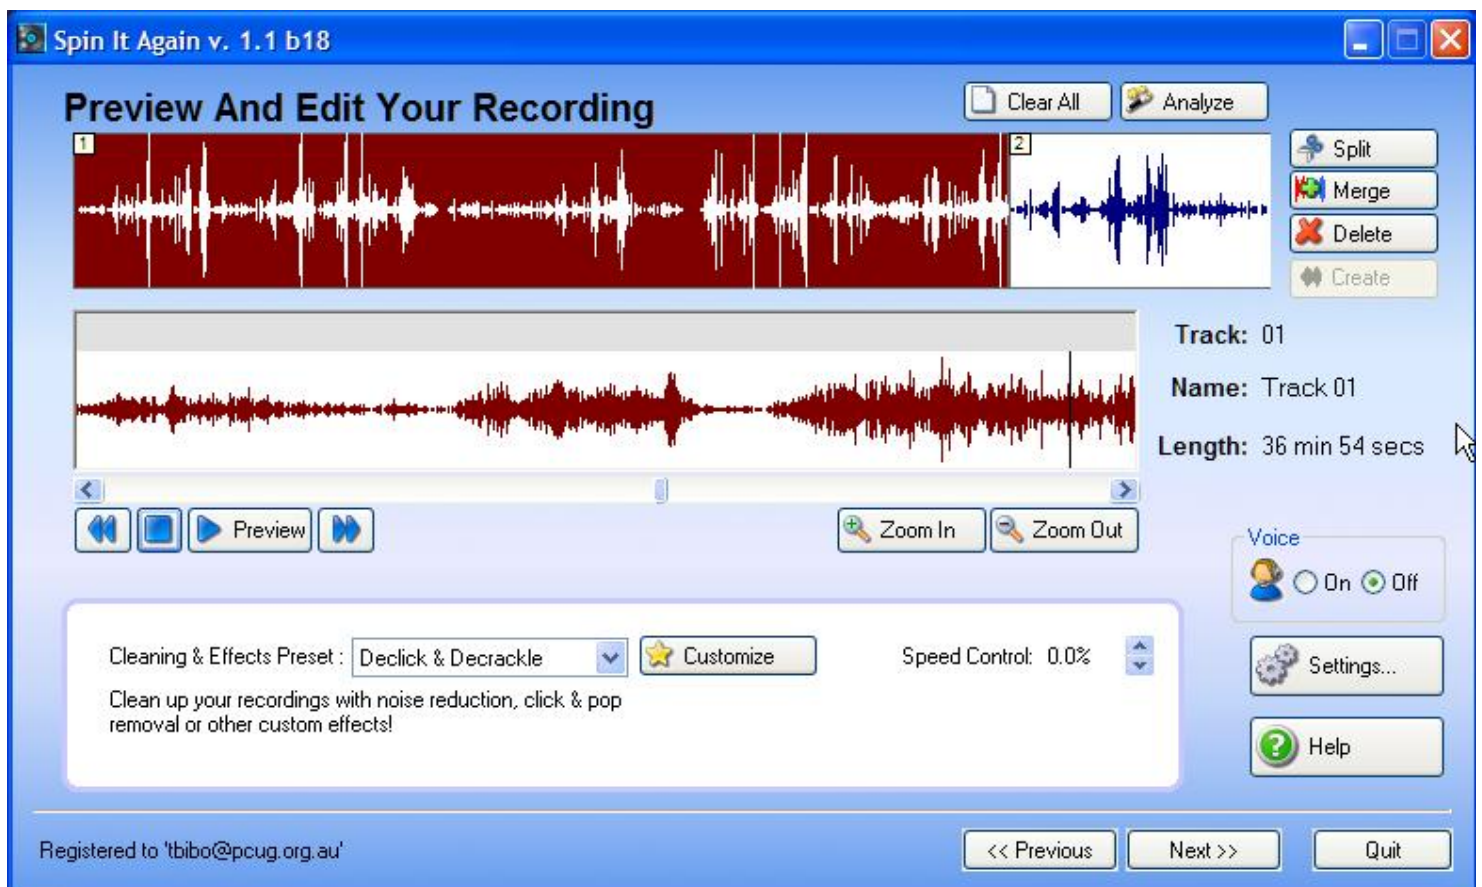 Spin It Again v. 1.1 b18
Preview And Edit Your Recording
Clear All
Analyze
1
2
Split
Merge
Delete
Create
Track: 01
Name: Track 01
Length: 36 min 54 secs
Preview
Zoom In
Zoom Out
Voice
On
Off
Cleaning & Effects Preset :
Declick & Decrackle
Customize
Speed Control: 0.0%
Clean up your recordings with noise reduction, click & pop
removal or other custom effects!
Settings...
Help
Registered to 'tbibo@pcug.org.au'
<< Previous
Next >>
Quit